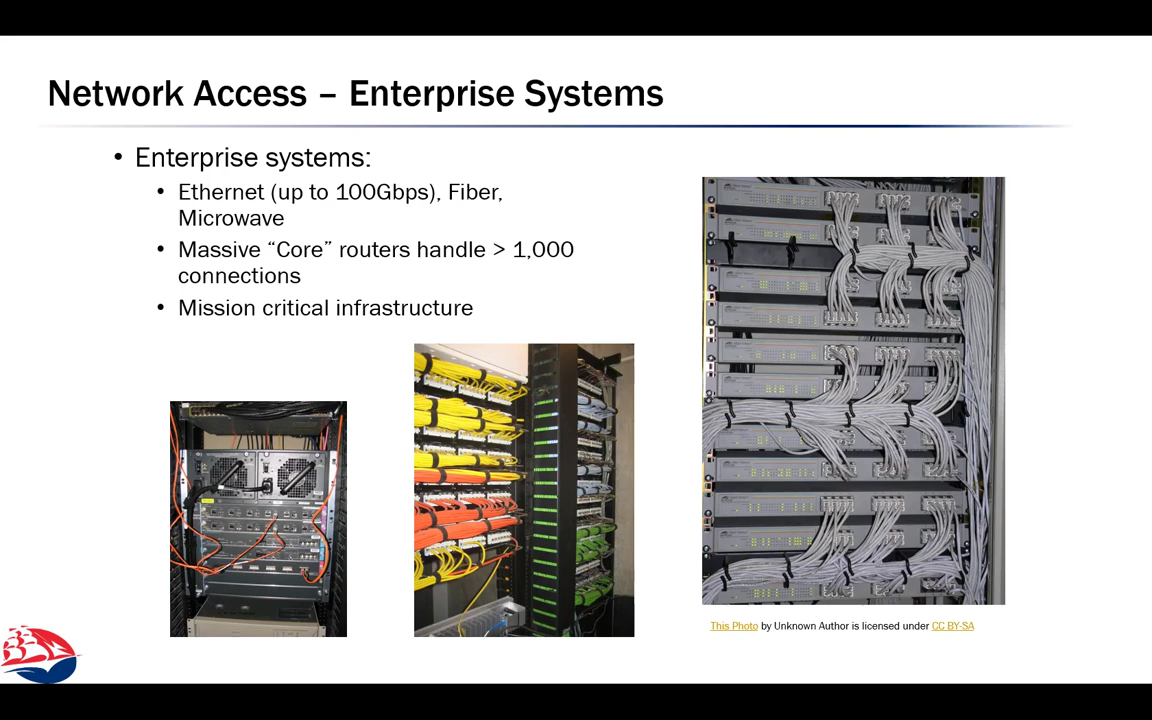 Network Access – Enterprise Systems
• Enterprise systems:
• Ethernet (up to 100Gbps), Fiber,
Microwave
• Massive “Core” routers handle > 1,000
connections
• Mission critical infrastructure
This Photo by Unknown Author is licensed under CC BY-SA